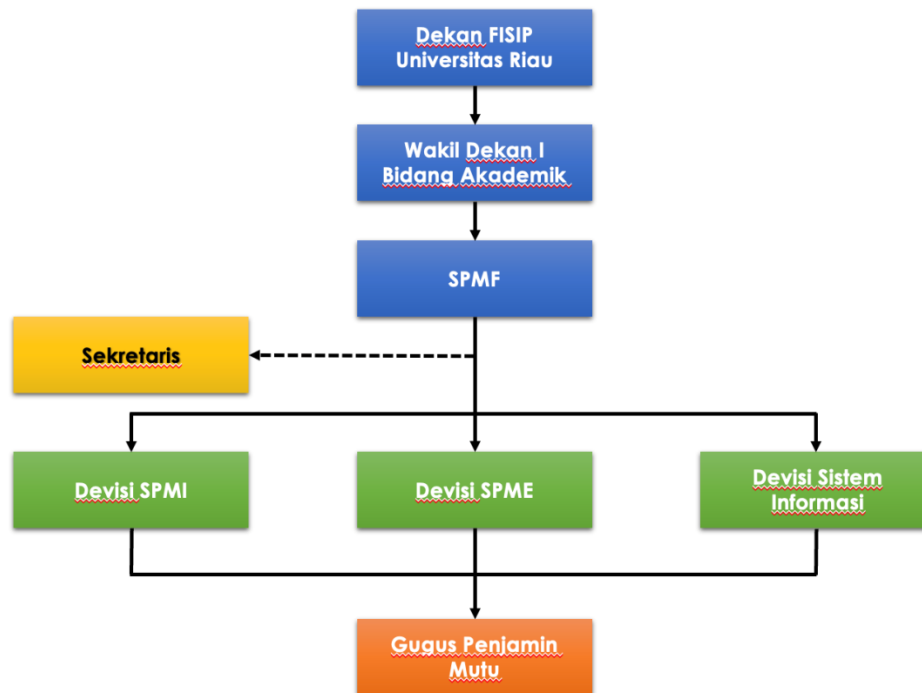 Dekan FISIP
Universitas Riau
Wakil Dekan I
Bidang Akademik
SPMF
Sekretaris
Devisi SPMI
Devisi SPME
Devisi Sistem
Informasi
Gugus Penjamin
Mutu